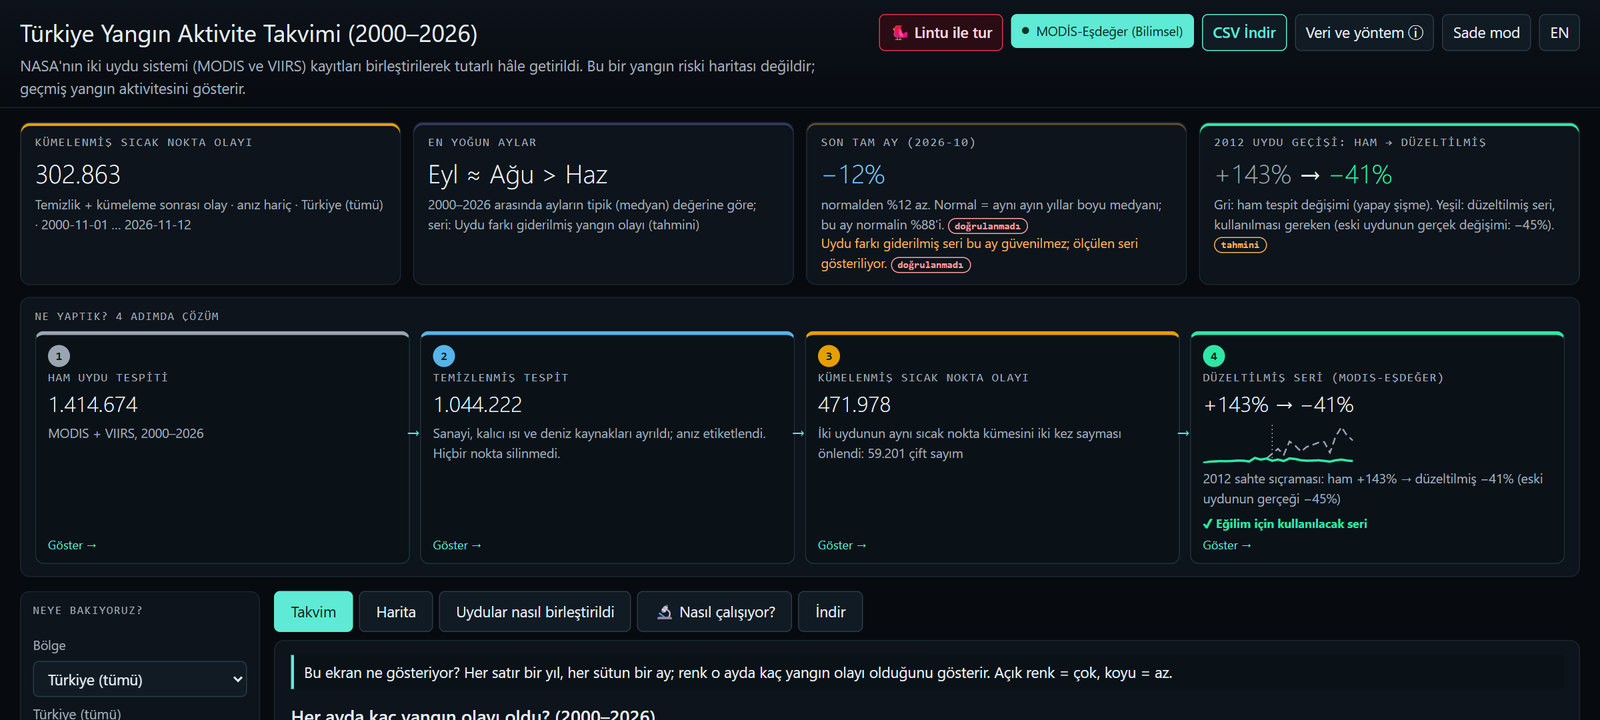 Türkiye Yangın Aktivite Takvimi (2000–2026)
NASA'nın iki uydu sistemi (MODIS ve VIIRS) kayıtları birleştirilerek tutarlı hâle getirildi. Bu bir yangın riski haritası değildir;
geçmiş yangın aktivitesini gösterir.
Lintu ile tur
MODİS-Eşdeğer (Bilimsel)
CSV İndir
Veri ve yöntem ⓘ
Sade mod
EN
KÜMELENMİŞ SICAK NOKTA OLAYI
302.863
Temizlik + kümeleme sonrası olay · anız hariç · Türkiye (tümü)
· 2000-11-01 … 2026-11-12
EN YOĞUN AYLAR
Eyl ≈ Ağu > Haz
2000–2026 arasında ayların tipik (medyan) değerine göre;
seri: Uydu farkı giderilmiş yangın olayı (tahmini)
SON TAM AY (2026-10)
−12%
normalden %12 az. Normal = aynı ayın yıllar boyu medyanı;
bu ay normalin %88'i. doğrulanmadı
Uydu farkı giderilmiş seri bu ay güvenilmez; ölçülen seri
gösteriliyor. doğrulanmadı
2012 UYDU GEÇİŞİ: HAM → DÜZELTİLMİŞ
+143% → −41%
Gri: ham tespit değişimi (yapay şişme). Yeşil: düzeltilmiş seri,
kullanılması gereken (eski uydunun gerçek değişimi: −45%).
tahmini
NE YAPTIK? 4 ADIMDA ÇÖZÜM
1
HAM UYDU TESPİTİ
1.414.674
MODIS + VIIRS, 2000–2026
Göster →
→
2
TEMİZLENMİŞ TESPİT
1.044.222
Sanayi, kalıcı ısı ve deniz kaynakları ayrıldı; anız etiketlendi.
Hiçbir nokta silinmedi.
Göster →
→
3
KÜMELENMİŞ SICAK NOKTA OLAYI
471.978
İki uydunun aynı sıcak nokta kümesini iki kez sayması
önlendi: 59.201 çift sayım
Göster →
→
4
DÜZELTİLMİŞ SERİ (MODIS-EŞDEĞER)
+143% → −41%
2012 sahte sıçraması: ham +143% → düzeltilmiş −41% (eski
uydunun gerçeği −45%)
✓ Eğilim için kullanılacak seri
Göster →
NEYE BAKIYORUZ?
Bölge
Türkiye (tümü)
Türkiye (tümü)
Takvim
Harita
Uydular nasıl birleştirildi
Nasıl çalışıyor?
İndir
Bu ekran ne gösteriyor? Her satır bir yıl, her sütun bir ay; renk o ayda kaç yangın olayı olduğunu gösterir. Açık renk = çok, koyu = az.
Her ayda kaç yangın olayı oldu? (2000–2026)